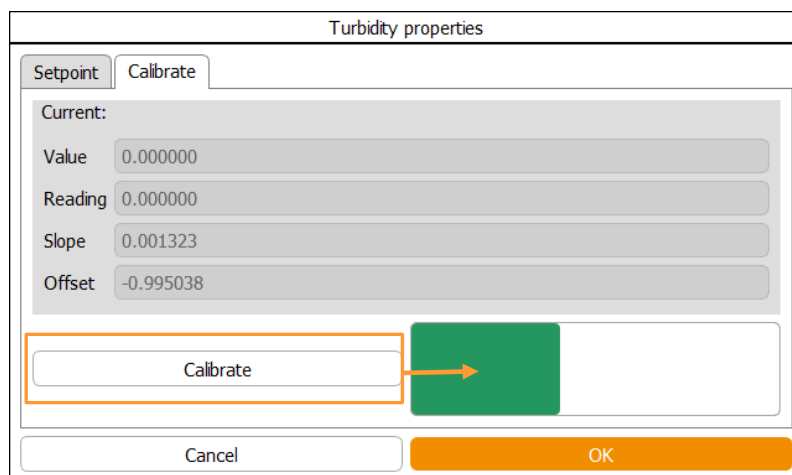 Turbidity properties
Setpoint Calibrate
Current:
Value 0.000000
Reading 0.000000
Slope 0.001323
Offset -0.995038
Calibrate
Cancel OK